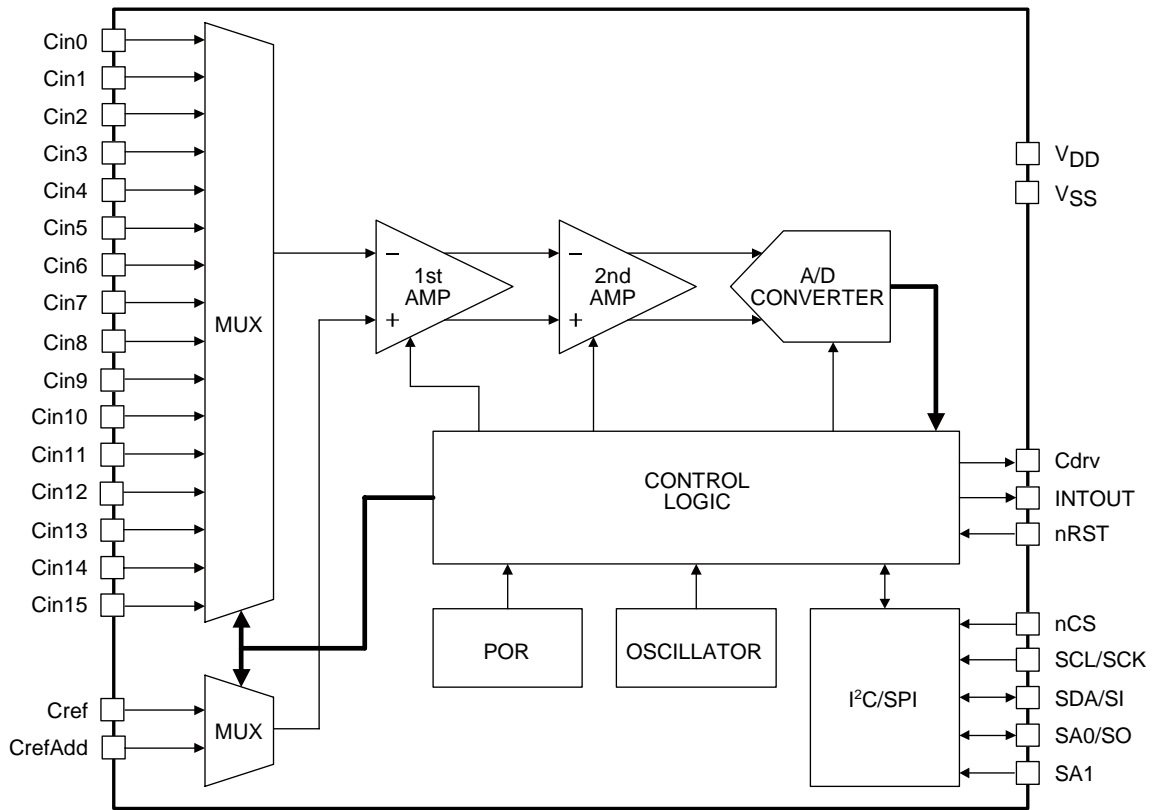 Cin0
Cin1
Cin2
Cin3
Cin4
Cin5
Cin6
Cin7
Cin8
Cin9
Cin10
Cin11
Cin12
Cin13
Cin14
Cin15
Cref
CrefAdd
MUX
MUX
−
1st
AMP
+
−
2nd
AMP
+
A/D
CONVERTER
CONTROL
LOGIC
POR
OSCILLATOR
I²C/SPI
VDD
VSS
Cdrv
INTOUT
nRST
nCS
SCL/SCK
SDA/SI
SA0/SO
SA1